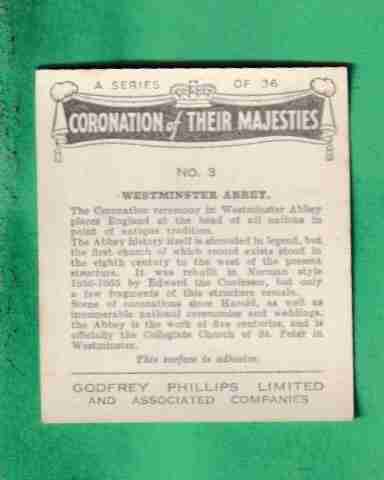 A SERIES OF 36
CORONATION of THEIR MAJESTIES
NO. 3
WESTMINSTER ABBEY.
The Coronation ceremony in Westminster Abbey
places England at the head of all nations in
point of antique tradition.
The Abbey history itself is shrouded in legend, but
the first church of which record exists stood in
the eighth century to the west of the present
structure. It was rebuilt in Norman style
by Edward the Confessor, but only
a few fragments of this structure remain.
Scene of coronations since Harold, as well as
innumerable national ceremonies and weddings,
the Abbey is the work of five centuries, and is
officially the Collegiate Church of St. Peter in
Westminster.
This surface is adhesive.
GODFREY PHILLIPS LIMITED
AND ASSOCIATED COMPANIES